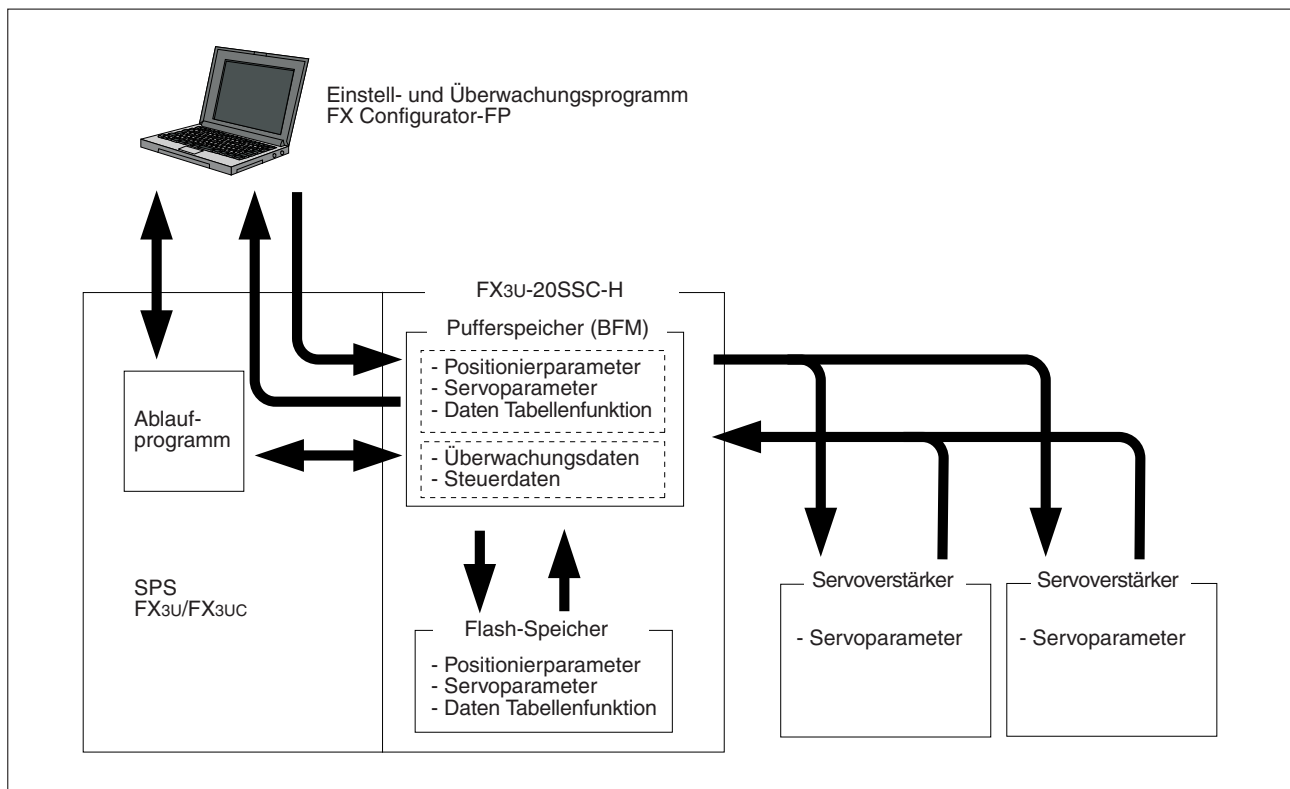 Einstell- und Überwachungsprogramm
FX Configurator-FP
FX3U-20SSC-H
Pufferspeicher (BFM)
- Positionierparameter
- Servoparameter
- Daten Tabellenfunktion
Ablauf-
programm
- Überwachungsdaten
- Steuerdaten
SPS
FX3U/FX3UC
Flash-Speicher
- Positionierparameter
- Servoparameter
- Daten Tabellenfunktion
Servoverstärker
- Servoparameter
Servoverstärker
- Servoparameter